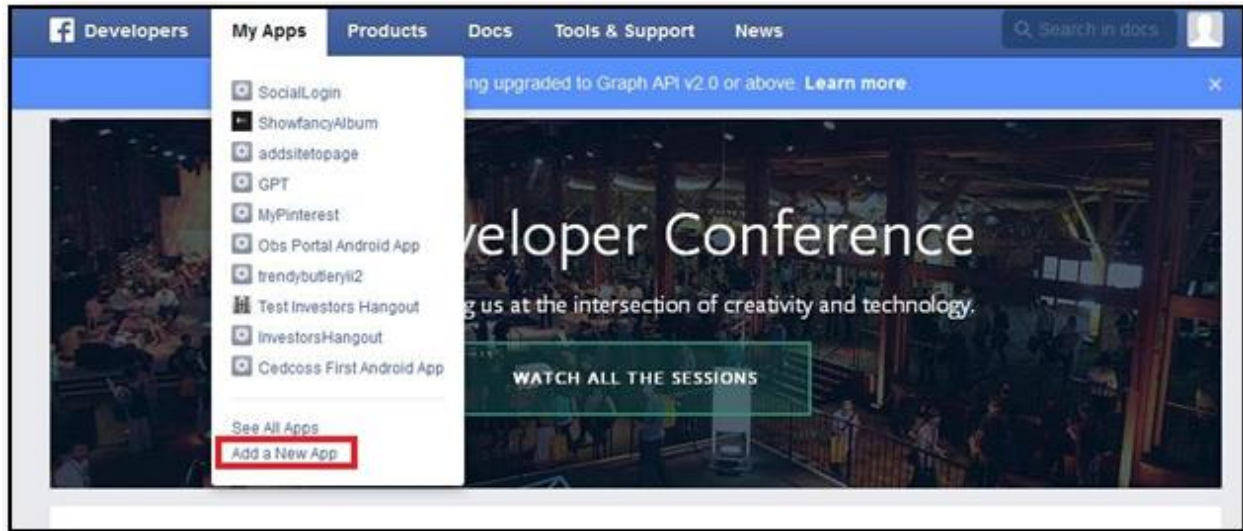 Developers My Apps Products Docs Tools & Support News Search in docs
ing upgraded to Graph API v2.0 or above. Learn more. ×
SocialLogin
ShowfancyAlbum
addsitetopage
GPT
MyPinterest
Obs Portal Android App
trendybutleryii2
Test Investors Hangout
InvestorsHangout
Cedcoss First Android App
See All Apps
Add a New App
veloper Conference
g us at the intersection of creativity and technology.
WATCH ALL THE SESSIONS